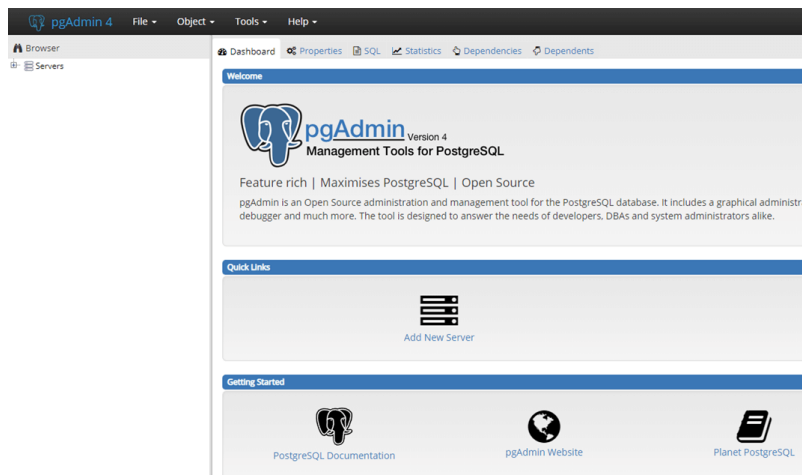 pgAdmin 4 File Object Tools Help
Browser
Servers
Dashboard Properties SQL Statistics Dependencies Dependents
Welcome
pgAdmin Version 4
Management Tools for PostgreSQL
Feature rich | Maximises PostgreSQL | Open Source
pgAdmin is an Open Source administration and management tool for the PostgreSQL database. It includes a graphical administr
debugger and much more. The tool is designed to answer the needs of developers, DBAs and system administrators alike.
Quick Links
Add New Server
Getting Started
PostgreSQL Documentation pgAdmin Website Planet PostgreSQL